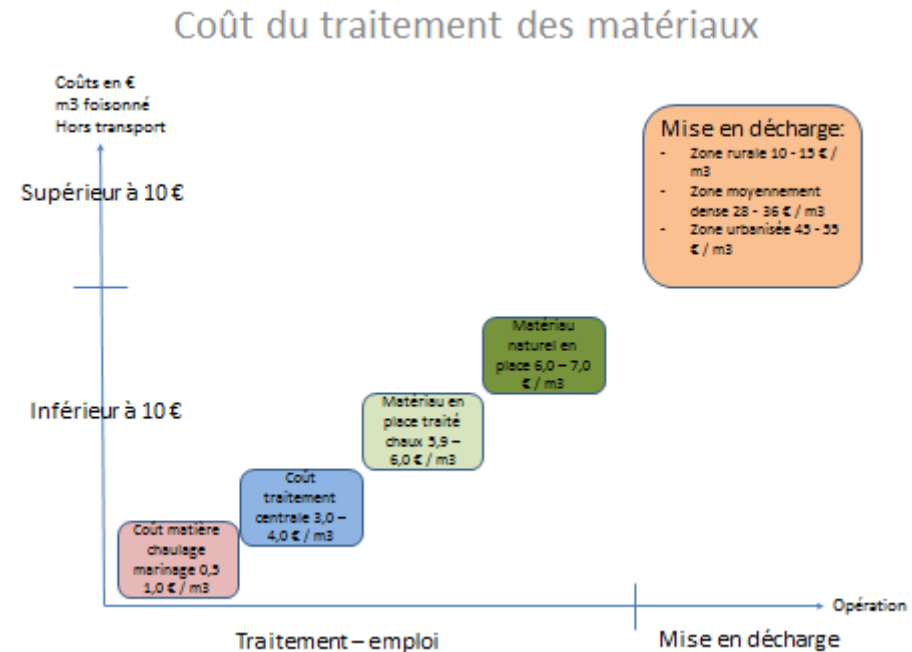 Coût du traitement des matériaux
Coûts en €
m3 foisonné
Hors transport
Supérieur à 10 €
Inférieur à 10 €
Mise en décharge:
- Zone rurale 10 - 15 € /
m3
- Zone moyennement
dense 28 - 36 € / m3
- Zone urbanisée 45 - 55
€ / m3
Matériau
naturel en
place 6,0 – 7,0
€ / m3
Matériau en
place traité
chaux 5,9 –
6,0 € / m3
Coût
traitement
centrale 3,0 –
4,0 € / m3
Coût matière
chaulage
marinage 0,5
1,0 € / m3
Opération
Traitement – emploi
Mise en décharge